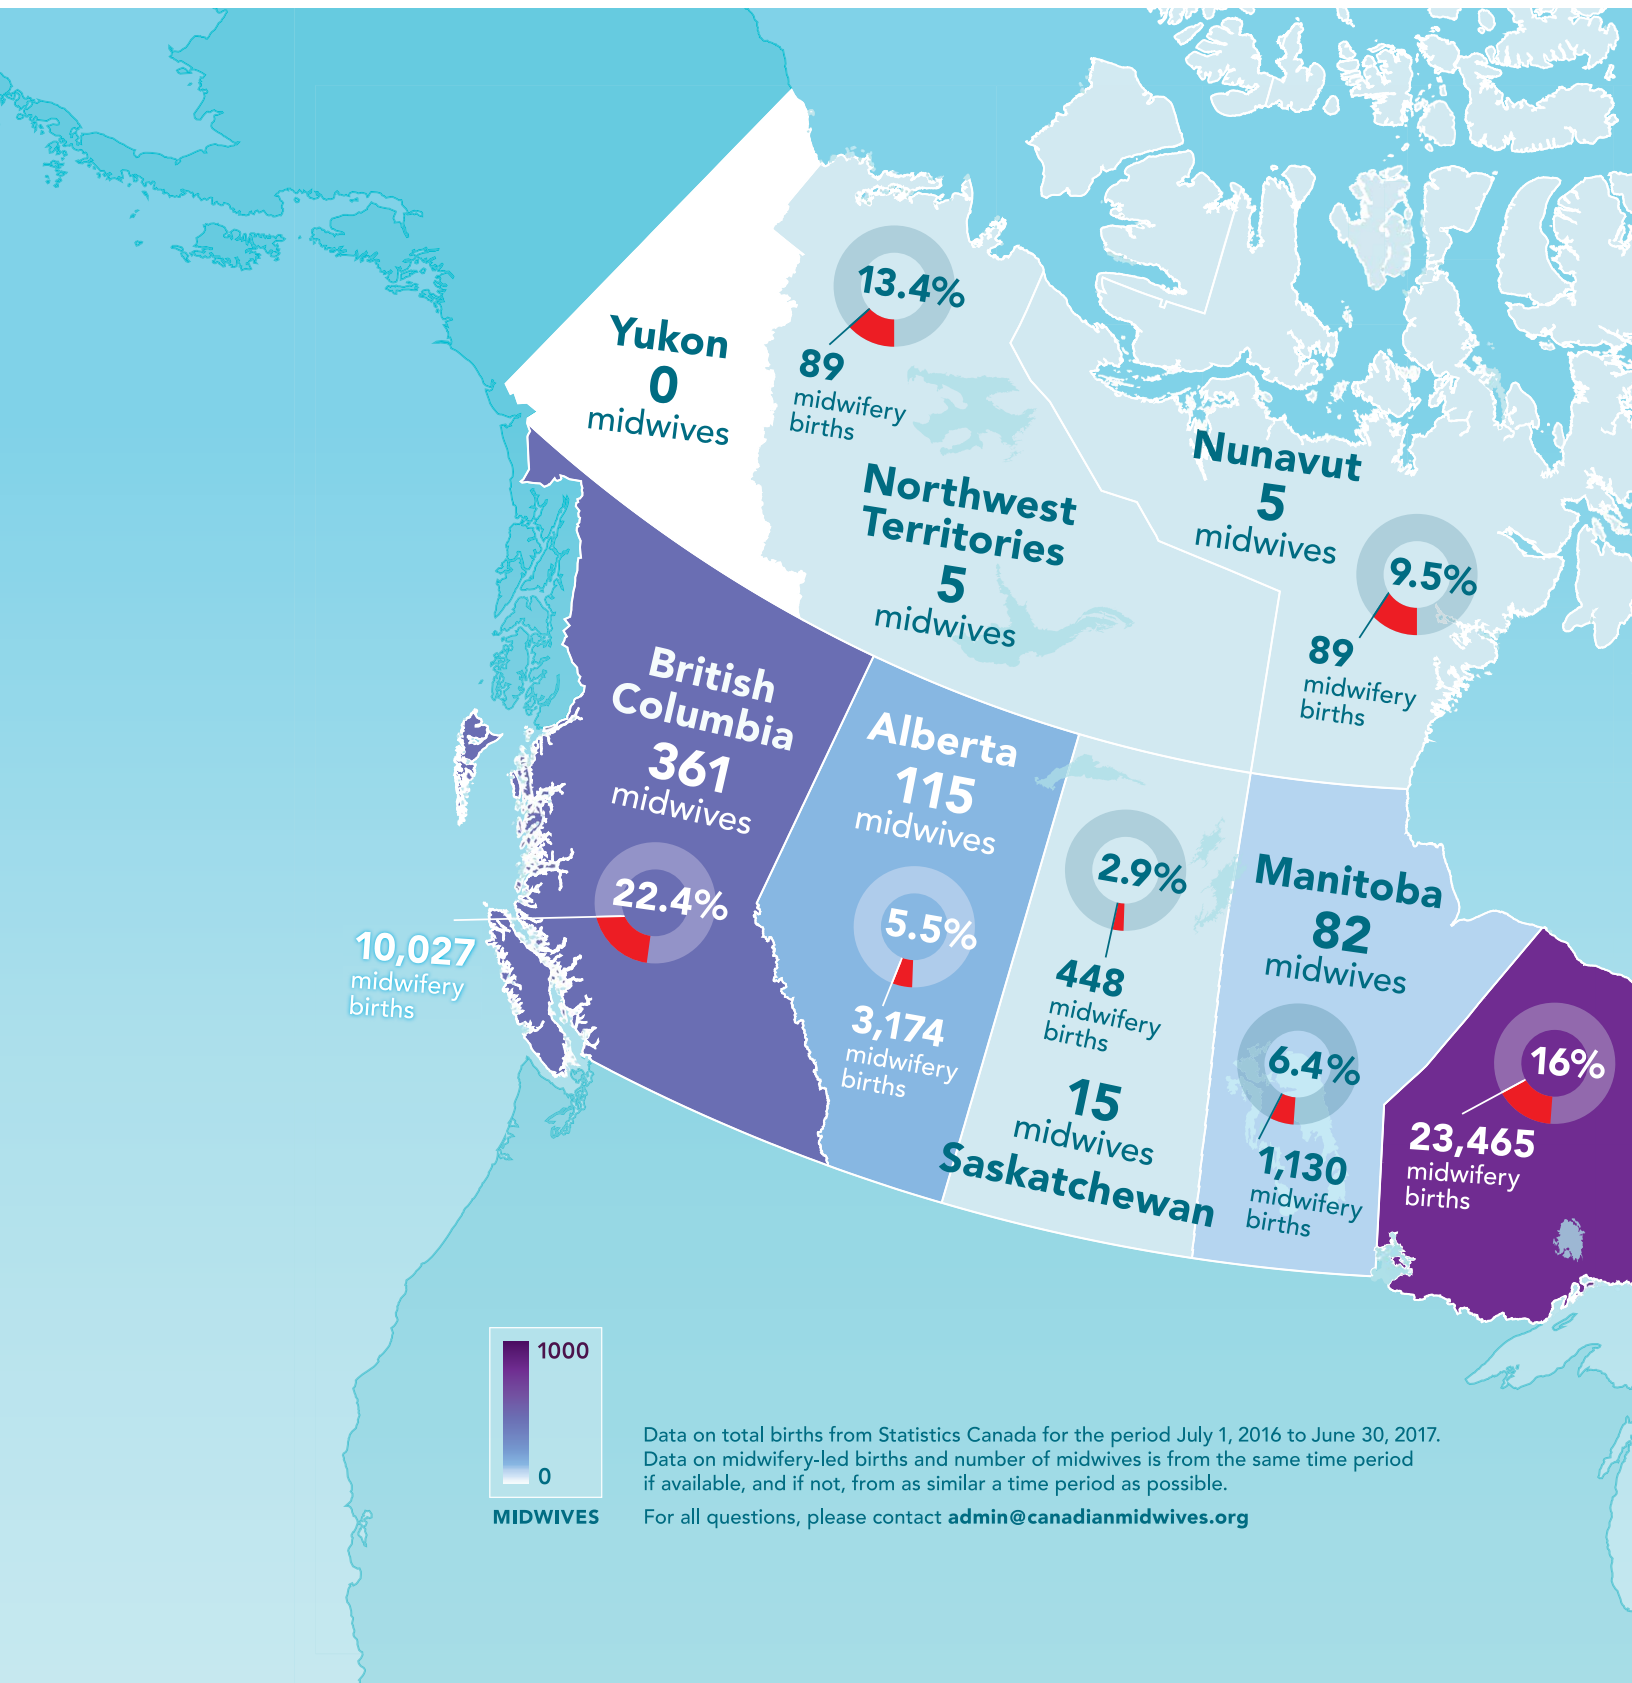 Yukon
0
midwives
13.4%
89
midwifery
births
Northwest
Territories
5
midwives
Nunavut
5
midwives
9.5%
89
midwifery
births
British
Columbia
361
midwives
22.4%
10,027
midwifery
births
Alberta
115
midwives
5.5%
3,174
midwifery
births
2.9%
448
midwifery
births
15
midwives
Saskatchewan
Manitoba
82
midwives
6.4%
1,130
midwifery
births
16%
23,465
midwifery
births
1000
0
MIDWIVES
Data on total births from Statistics Canada for the period July 1, 2016 to June 30, 2017.
Data on midwifery-led births and number of midwives is from the same time period
if available, and if not, from as similar a time period as possible.
For all questions, please contact admin@canadianmidwives.org